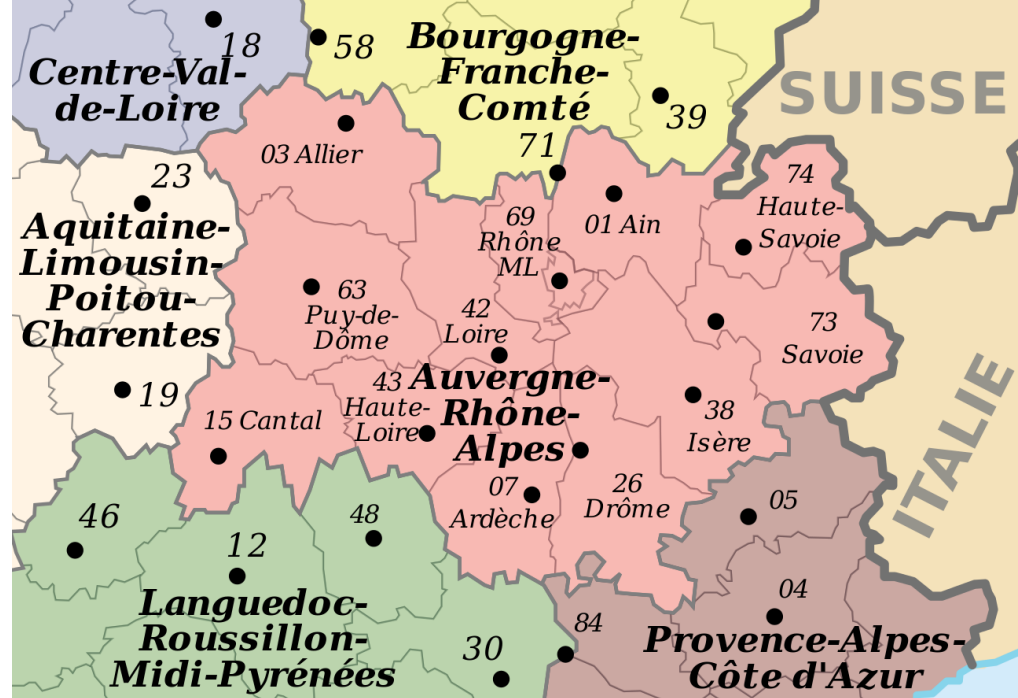 18
58
Bourgogne-
Franche-
Comté
Centre-Val-
de-Loire
SUISSE
39
71
03 Allier
23
74
Haute-
Savoie
69
Rhône
ML
01 Ain
Aquitaine-
Limousin-
Poitou-
Charentes
63
Puy-de-
Dôme
42
Loire
73
Savoie
19
43
Haute-
Loire
Auvergne-
Rhône-
Alpes
15 Cantal
38
Isère
ITALIE
07
Ardèche
26
Drôme
05
46
48
12
Languedoc-
Roussillon-
Midi-Pyrénées
30
84
04
Provence-Alpes-
Côte d'Azur